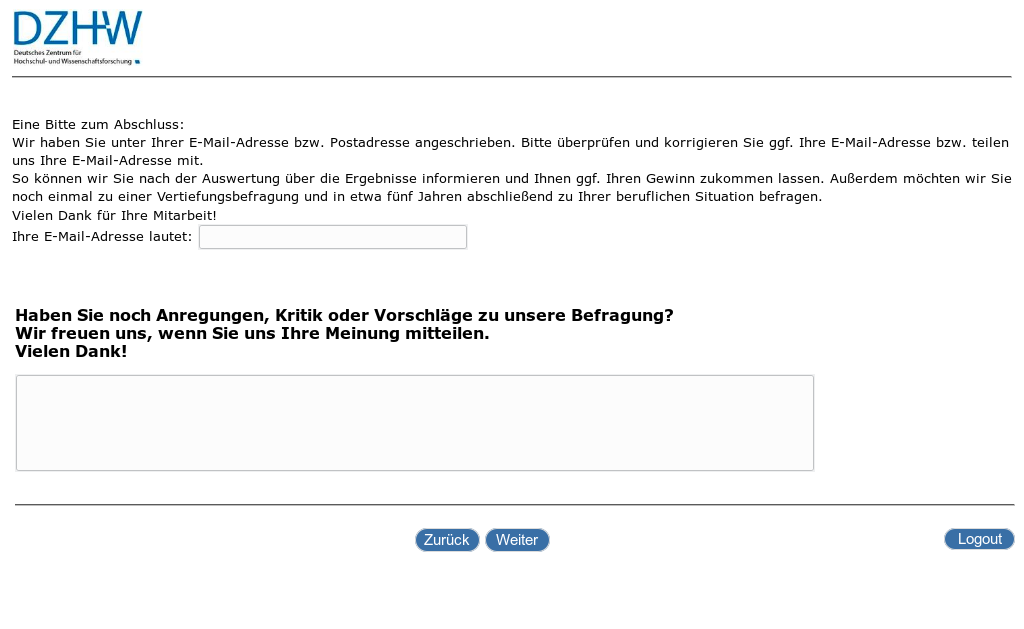 DZHW
Deutsches Zentrum für
Hochschul- und Wissenschaftsforschung
Eine Bitte zum Abschluss:
Wir haben Sie unter Ihrer E-Mail-Adresse bzw. Postadresse angeschrieben. Bitte überprüfen und korrigieren Sie ggf. Ihre E-Mail-Adresse bzw. teilen
uns Ihre E-Mail-Adresse mit.
So können wir Sie nach der Auswertung über die Ergebnisse informieren und Ihnen ggf. Ihren Gewinn zukommen lassen. Außerdem möchten wir Sie
noch einmal zu einer Vertiefungsbefragung und in etwa fünf Jahren abschließend zu Ihrer beruflichen Situation befragen.
Vielen Dank für Ihre Mitarbeit!
Ihre E-Mail-Adresse lautet:
Haben Sie noch Anregungen, Kritik oder Vorschläge zu unsere Befragung?
Wir freuen uns, wenn Sie uns Ihre Meinung mitteilen.
Vielen Dank!
Zurück Weiter Logout